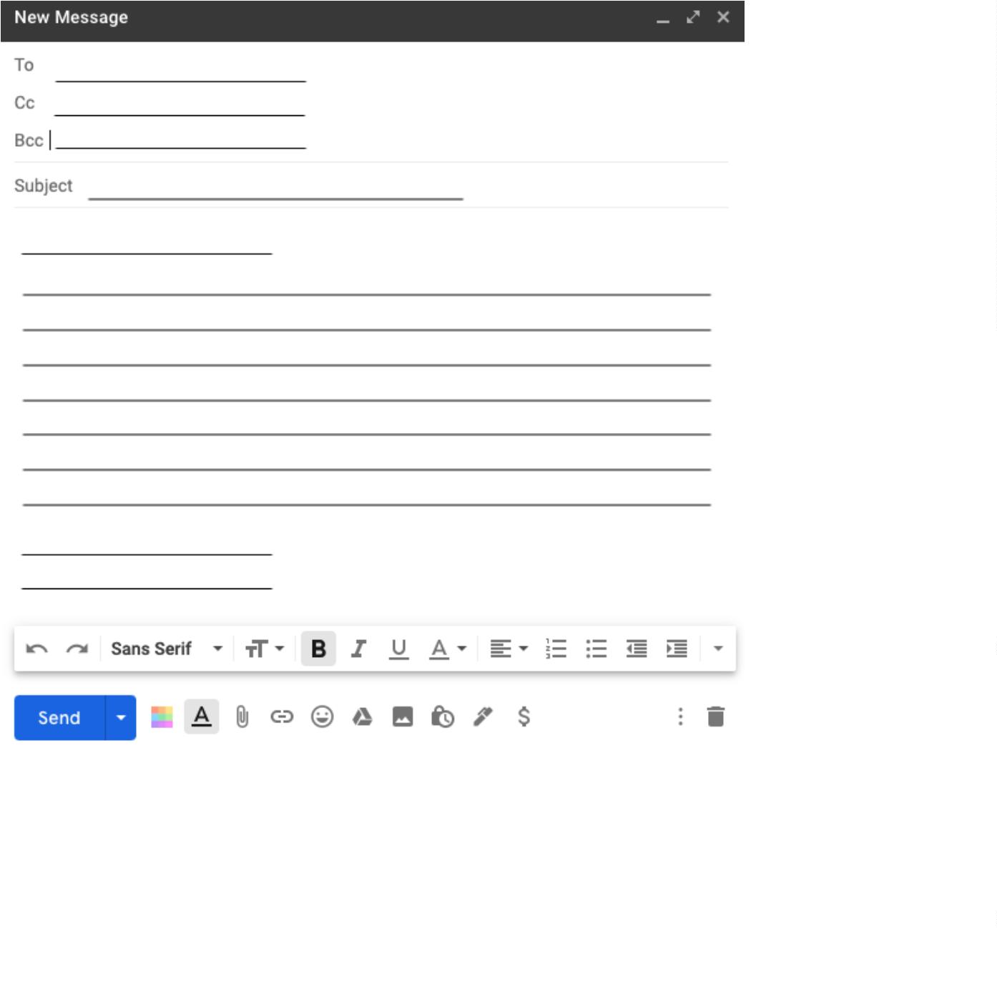 New Message
To
Cc
Bcc
Subject
Sans Serif
Send